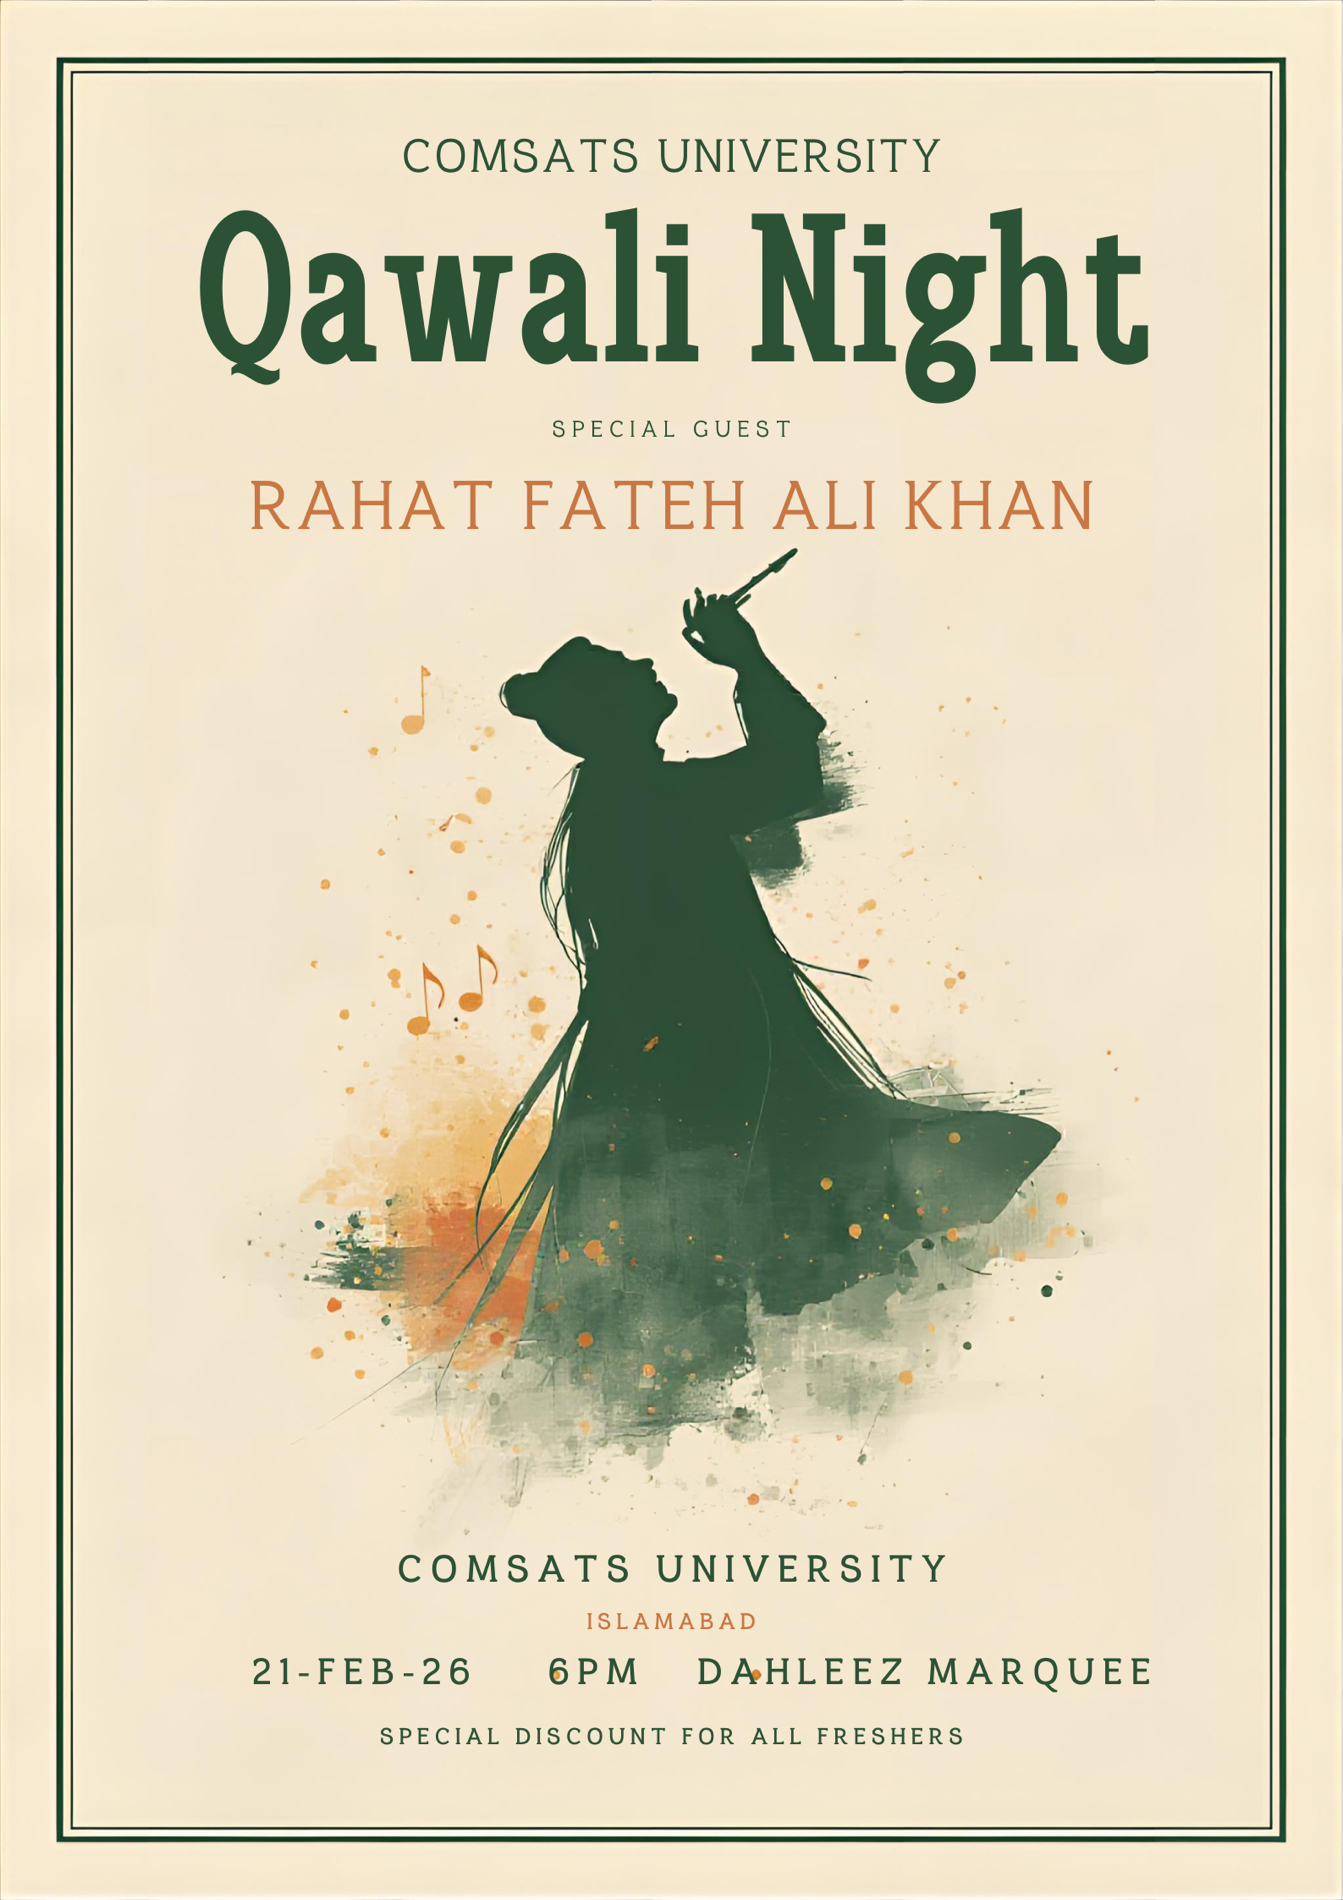 COMSATS UNIVERSITY
Qawali Night
SPECIAL GUEST
RAHAT FATEH ALI KHAN
COMSATS UNIVERSITY
ISLAMABAD
21-FEB-26 6PM DAHLEEZ MARQUEE
SPECIAL DISCOUNT FOR ALL FRESHERS